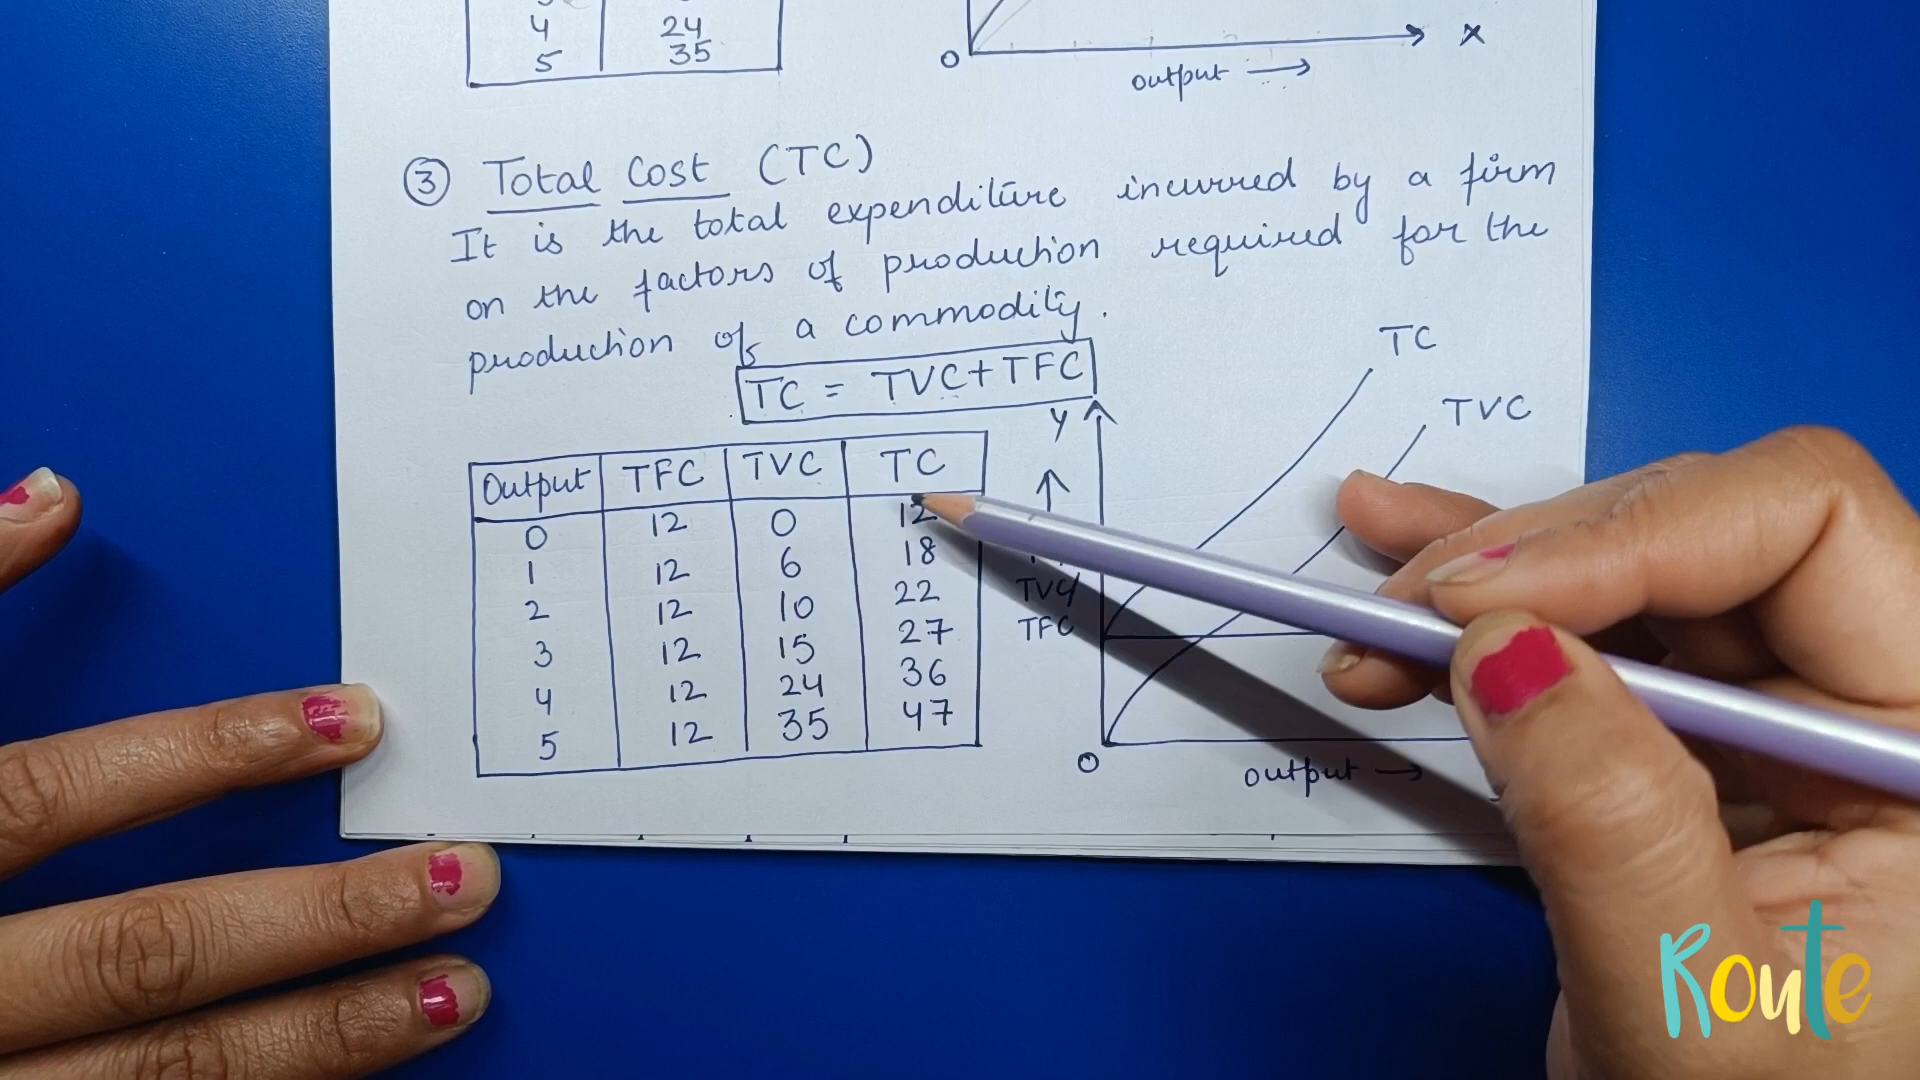 4 24
5 35
O
output
X
③ Total Cost (TC)
It is the total expenditure incurred by a firm
on the factors of production required for the
production of a commodity.
TC = TVC + TFC
Output TFC TVC TC
0 12 0 12
1 12 6 18
2 12 10 22
3 12 15 27
4 12 24 36
5 12 35 47
Y
TC
TVC
TVC/
TFC
O
output
Route